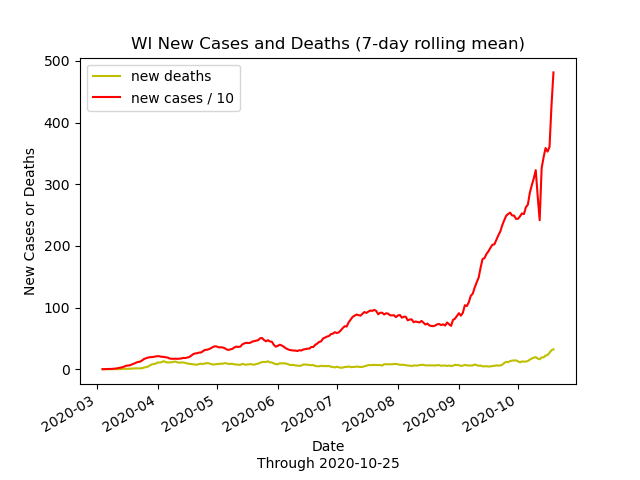 WI New Cases and Deaths (7-day rolling mean)
new deaths
new cases / 10
New Cases or Deaths
500
400
300
200
100
0
2020-03
2020-04
2020-05
2020-06
2020-07
2020-08
2020-09
2020-10
Date
Through 2020-10-25